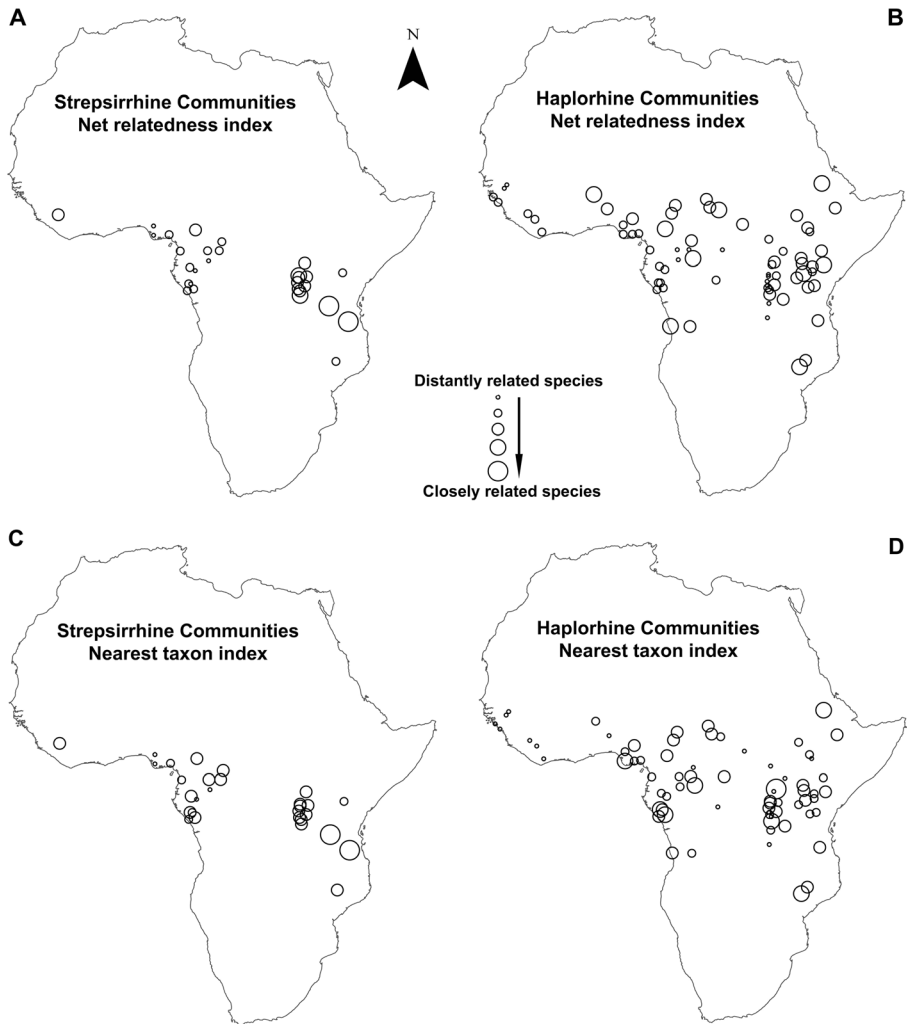 A
B
N
Strepsirrhine Communities
Net relatedness index
Haplorhine Communities
Net relatedness index
Distantly related species
Closely related species
C
D
Strepsirrhine Communities
Nearest taxon index
Haplorhine Communities
Nearest taxon index